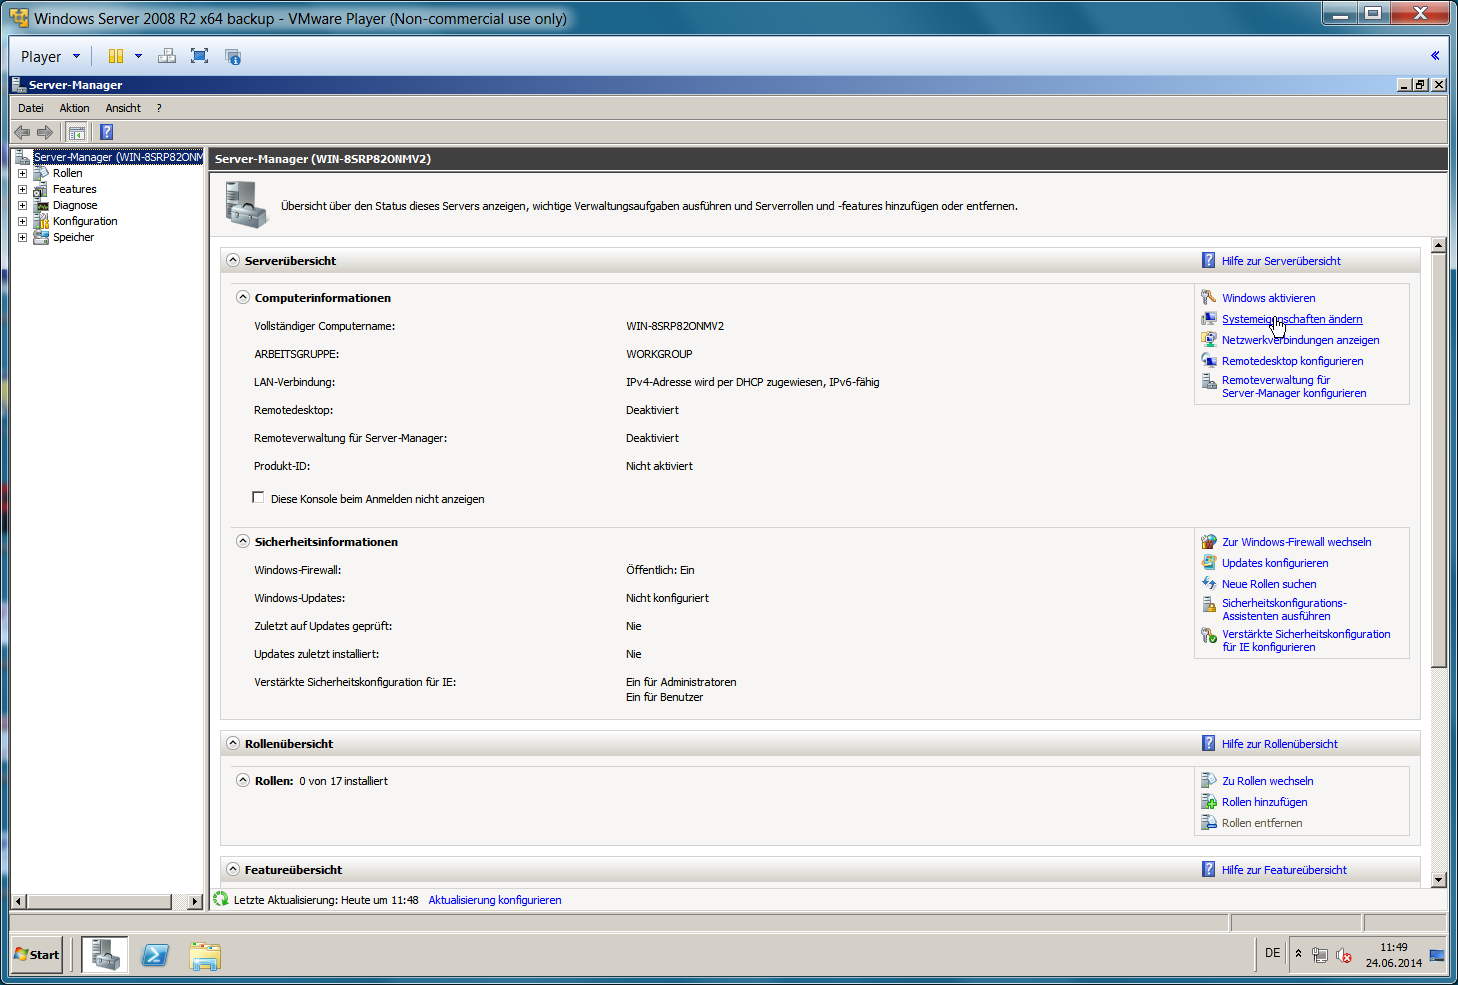 Windows Server 2008 R2 x64 backup - VMware Player (Non-commercial use only)
Player
«
Server-Manager
Datei Aktion Ansicht ?
Server-Manager (WIN-8SRP82ONM
Rollen
Features
Diagnose
Konfiguration
Speicher
Server-Manager (WIN-8SRP82ONMV2)
Übersicht über den Status dieses Servers anzeigen, wichtige Verwaltungsaufgaben ausführen und Serverrollen und -features hinzufügen oder entfernen.
Serverübersicht
Hilfe zur Serverübersicht
Computerinformationen
Vollständiger Computername: WIN-8SRP82ONMV2
ARBEITSGRUPPE: WORKGROUP
LAN-Verbindung: IPv4-Adresse wird per DHCP zugewiesen, IPv6-fähig
Remotedesktop: Deaktiviert
Remoteverwaltung für Server-Manager: Deaktiviert
Produkt-ID: Nicht aktiviert
Diese Konsole beim Anmelden nicht anzeigen
Windows aktivieren
Systemeigenschaften ändern
Netzwerkverbindungen anzeigen
Remotedesktop konfigurieren
Remoteverwaltung für
Server-Manager konfigurieren
Sicherheitsinformationen
Windows-Firewall: Öffentlich: Ein
Windows-Updates: Nicht konfiguriert
Zuletzt auf Updates geprüft: Nie
Updates zuletzt installiert: Nie
Verstärkte Sicherheitskonfiguration für IE: Ein für Administratoren
Ein für Benutzer
Zur Windows-Firewall wechseln
Updates konfigurieren
Neue Rollen suchen
Sicherheitskonfigurations-
Assistenten ausführen
Verstärkte Sicherheitskonfiguration
für IE konfigurieren
Rollenübersicht
Hilfe zur Rollenübersicht
Rollen: 0 von 17 installiert
Zu Rollen wechseln
Rollen hinzufügen
Rollen entfernen
Featureübersicht
Hilfe zur Featureübersicht
Letzte Aktualisierung: Heute um 11:48 Aktualisierung konfigurieren
Start
DE
11:49
24.06.2014